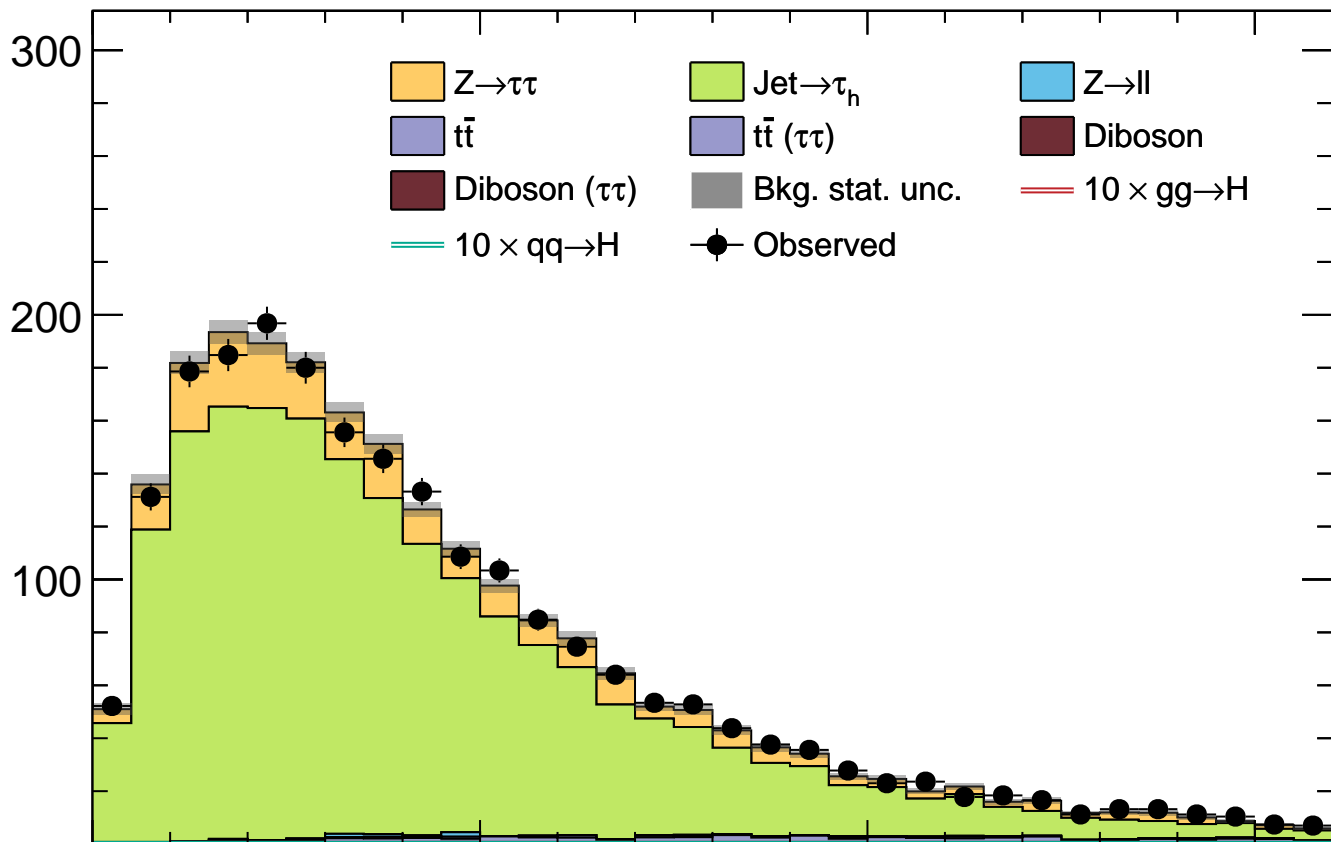 300
Z→ττ Jet→τₕ Z→ll
tt̄ tt̄ (ττ) Diboson
Diboson (ττ) Bkg. stat. unc. 10 × gg→H
10 × qq→H Observed
200
100